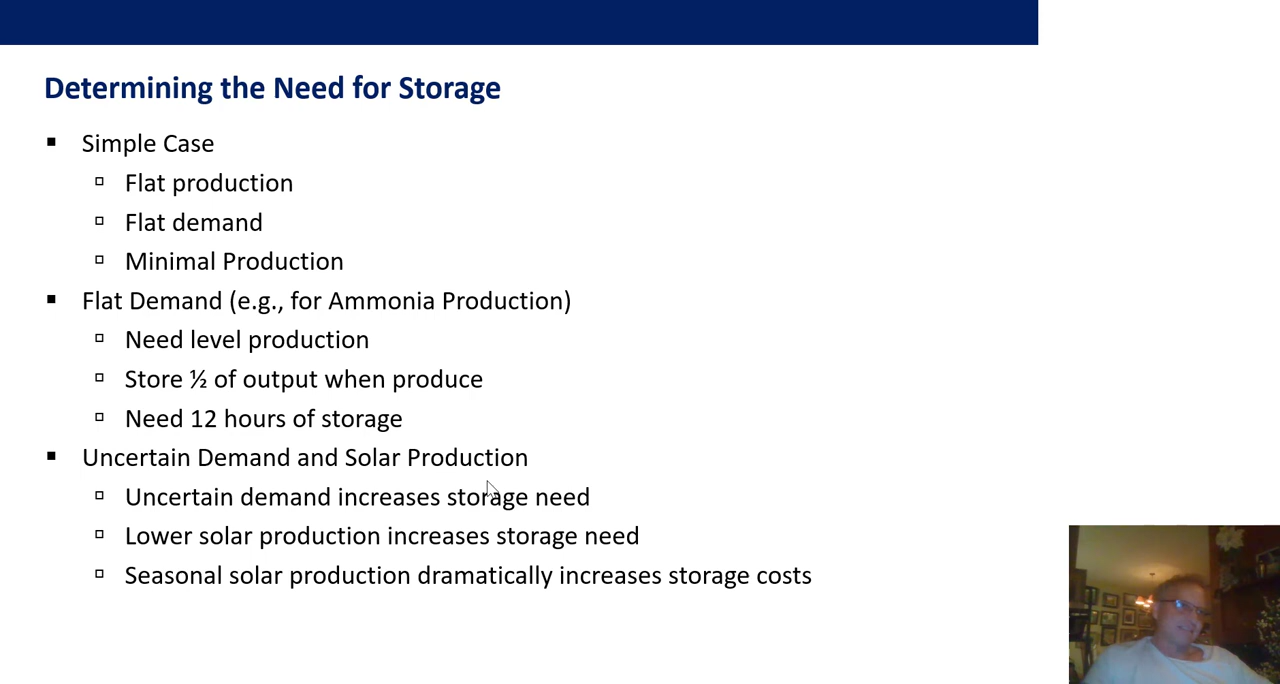 Determining the Need for Storage
Simple Case
Flat production
Flat demand
Minimal Production
Flat Demand (e.g., for Ammonia Production)
Need level production
Store ½ of output when produce
Need 12 hours of storage
Uncertain Demand and Solar Production
Uncertain demand increases storage need
Lower solar production increases storage need
Seasonal solar production dramatically increases storage costs